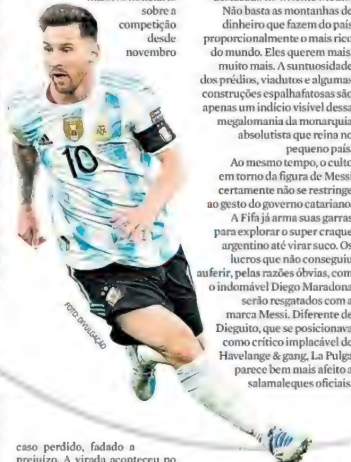 sobre a
competição
desde
novembro
Não basta as montanhas de
dinheiro que fazem do país
proporcionalmente o mais rico
do mundo. Eles querem mais,
muito mais. A suntuosidade
dos prédios, viadutos e algumas
construções espalhafatosas são
apenas um indício visível dessa
megalomania da monarquia
absolutista que reina no
pequeno país.
Ao mesmo tempo, o culto
em torno da figura de Messi
certamente não se restringe
ao gesto do governo catariano.
A Fifa já arma suas garras
para explorar o super craque
argentino até virar suco. Os
lucros que não conseguiu
auferir, pelas razões óbvias, com
o indomável Diego Maradona
serão resgatados com a
marca Messi. Diferente de
Dieguito, que se posicionava
como crítico implacável de
Havelange & gang, La Pulga
parece bem mais afeito a
salamaleques oficiais.
10
FOTO: DIVULGAÇÃO
caso perdido, fadado a
prejuízo. A virada aconteceu no